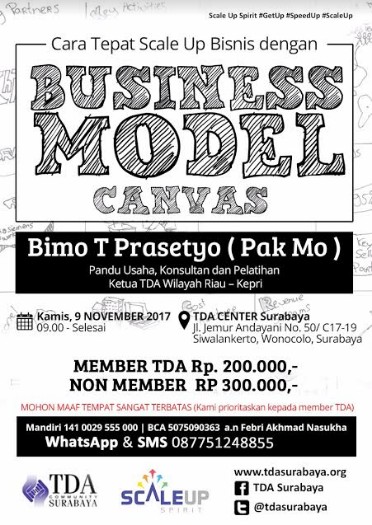 Partners
Scale Up Spirit #GetUp #SpeedUp #ScaleUp
Cara Tepat Scale Up Bisnis dengan
BUSINESS
MODEL
CANVAS
Bimo T Prasetyo ( Pak Mo )
Pandu Usaha, Konsultan dan Pelatihan
Ketua TDA Wilayah Riau – Kepri
Kamis, 9 NOVEMBER 2017
09.00 - Selesai
TDA CENTER Surabaya
Jl. Jemur Andayani No. 50/ C17-19
Siwalankerto, Wonocolo, Surabaya
MEMBER TDA Rp. 200.000,-
NON MEMBER RP 300.000,-
MOHON MAAF TEMPAT SANGAT TERBATAS (Kami prioritaskan kepada member TDA)
Mandiri 141 0029 555 000 | BCA 5075090363 a.n Febri Akhmad Nasukha
WhatsApp & SMS 087751248855
TDA
COMMUNITY
SURABAYA
SCALEUP
SPIRIT
www.tdasurabaya.org
TDA Surabaya
@tdasurabaya